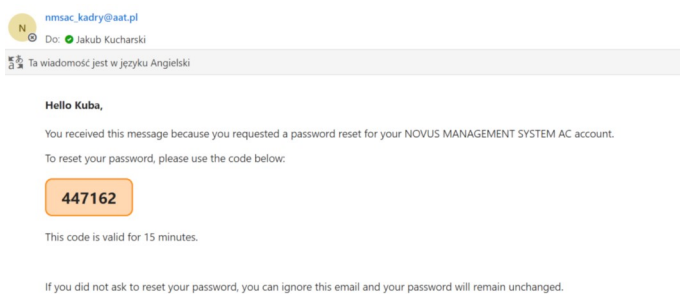 nmsac_kadry@aat.pl
N
Do: Jakub Kucharski
Ta wiadomość jest w języku Angielski
Hello Kuba,
You received this message because you requested a password reset for your NOVUS MANAGEMENT SYSTEM AC account.
To reset your password, please use the code below:
447162
This code is valid for 15 minutes.
If you did not ask to reset your password, you can ignore this email and your password will remain unchanged.